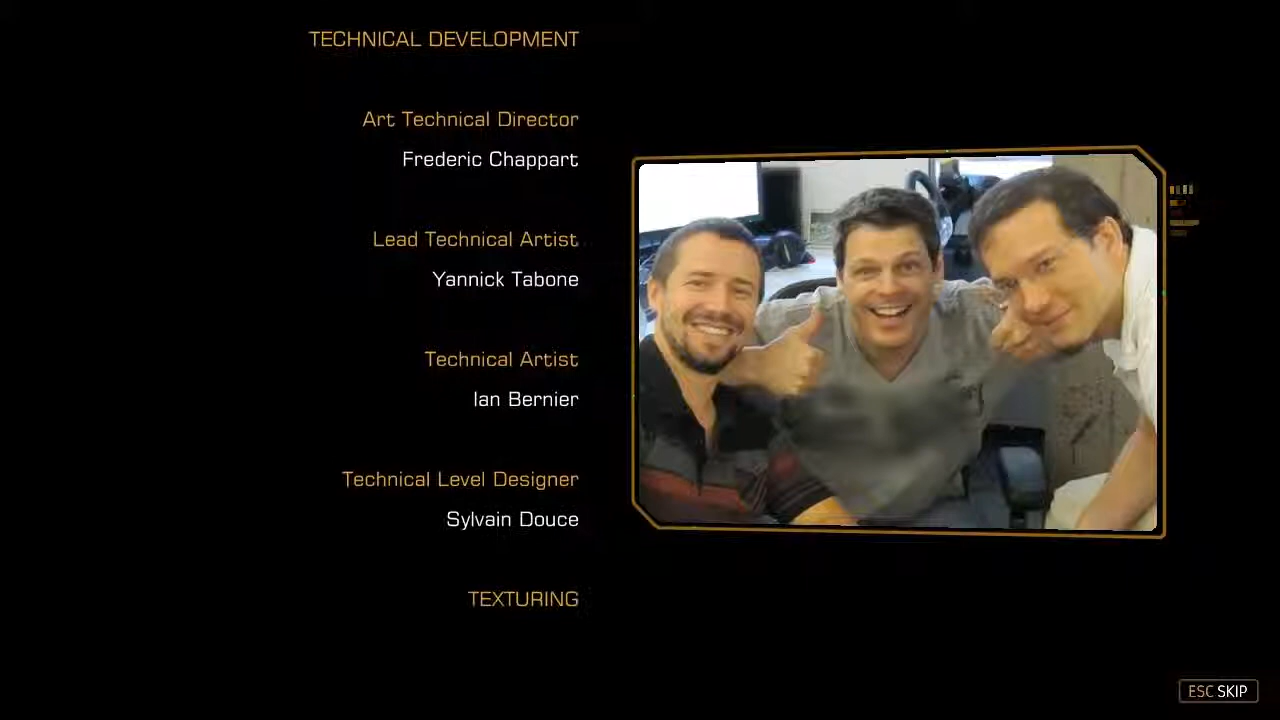 TECHNICAL DEVELOPMENT
Art Technical Director
Frederic Chappart
Lead Technical Artist
Yannick Tabone
Technical Artist
Ian Bernier
Technical Level Designer
Sylvain Douce
TEXTURING
ESC SKIP